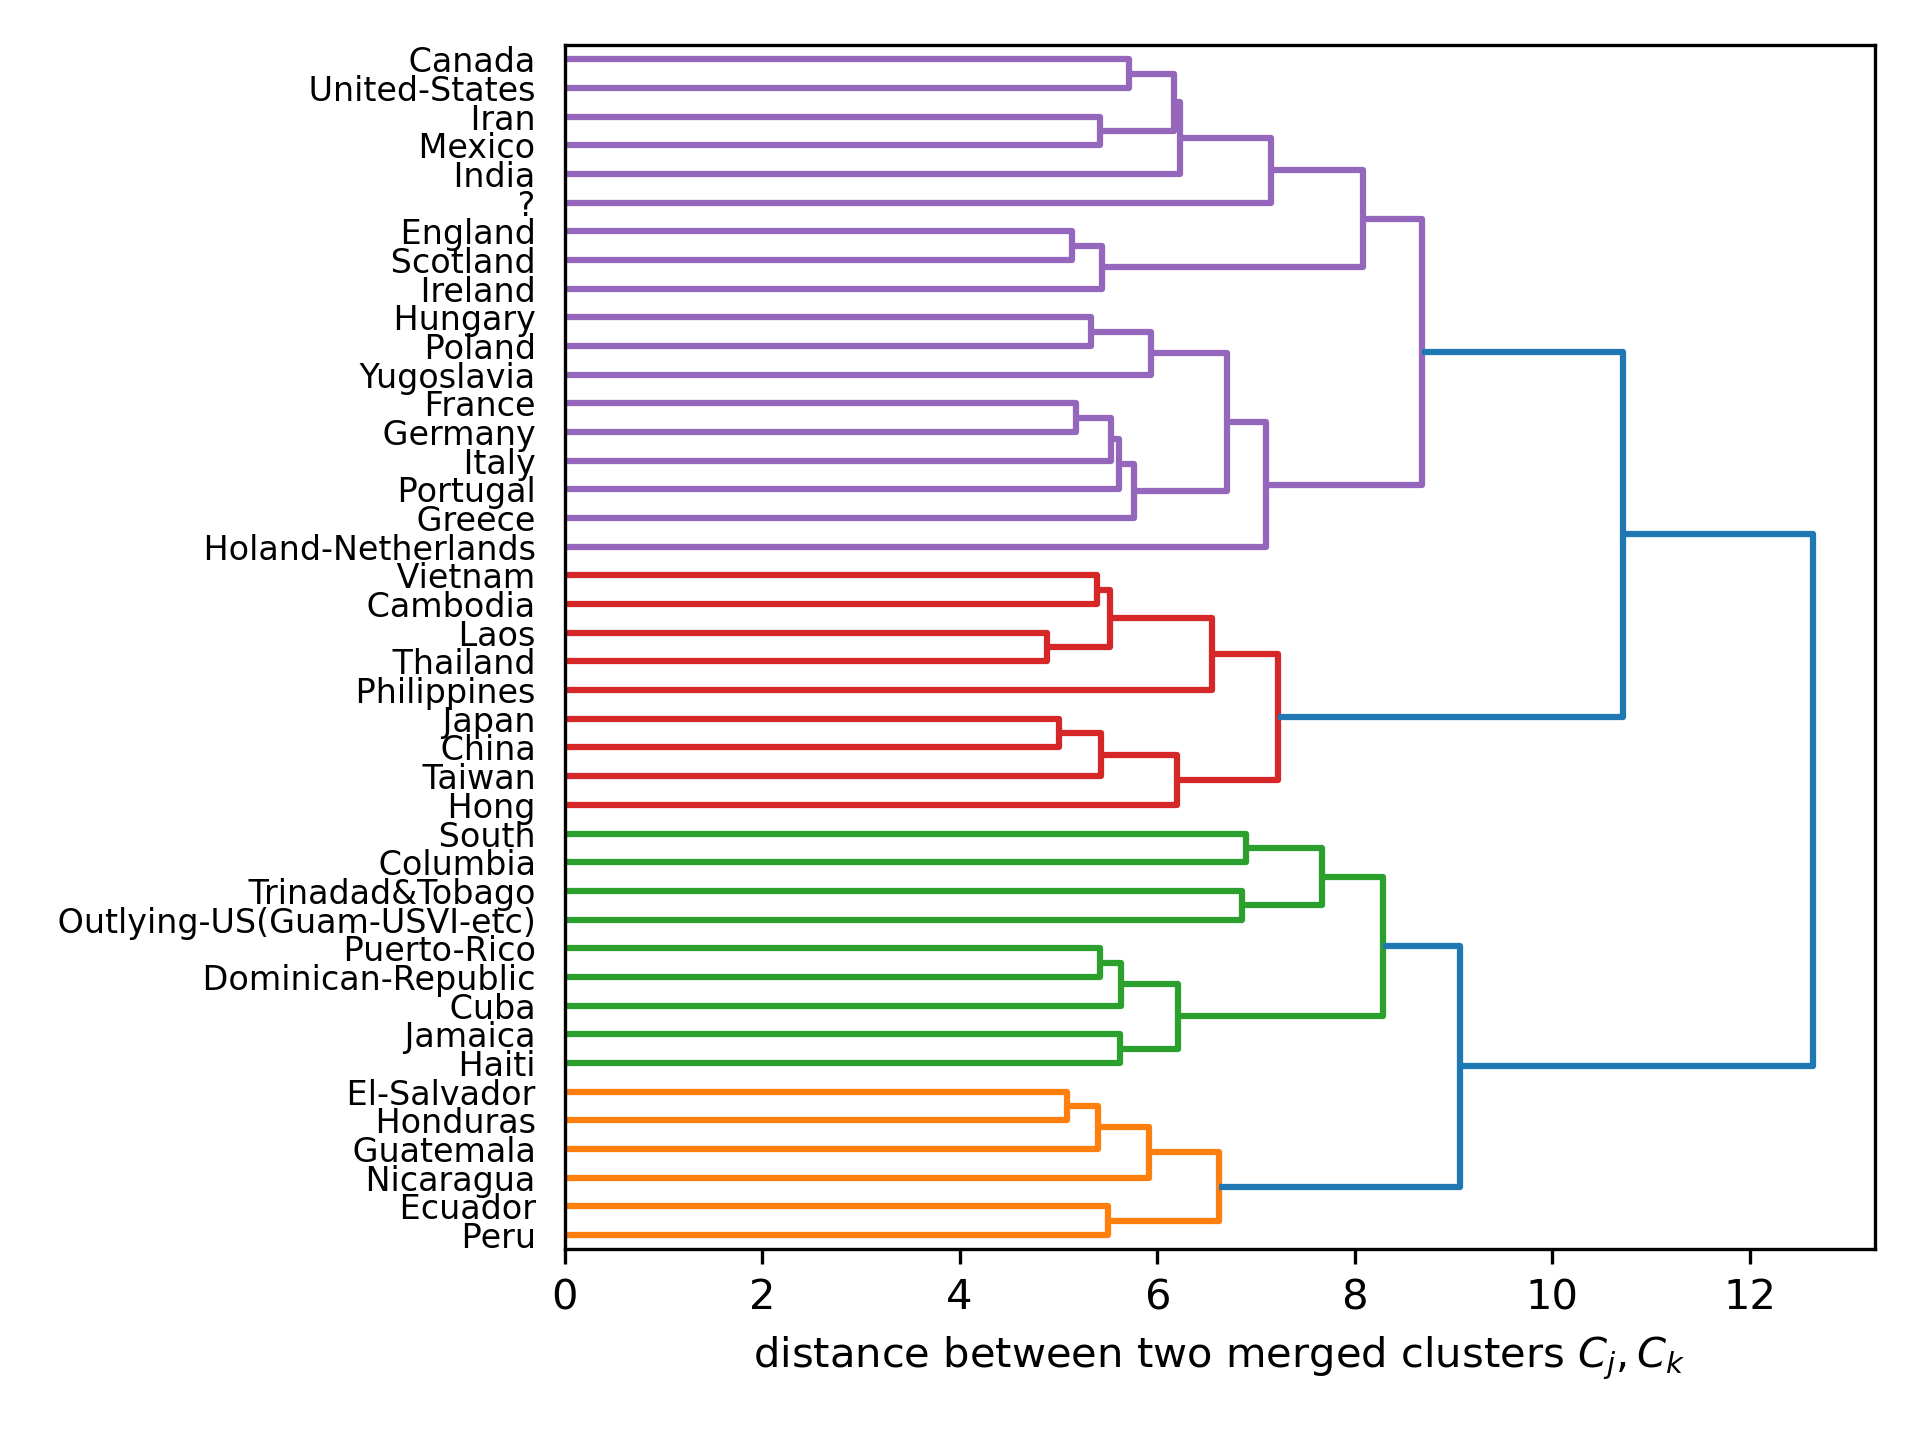 Canada
United-States
Iran
Mexico
India
?
England
Scotland
Ireland
Hungary
Poland
Yugoslavia
France
Germany
Italy
Portugal
Greece
Holand-Netherlands
Vietnam
Cambodia
Laos
Thailand
Philippines
Japan
China
Taiwan
Hong
South
Columbia
Trinadad&Tobago
Outlying-US(Guam-USVI-etc)
Puerto-Rico
Dominican-Republic
Cuba
Jamaica
Haiti
El-Salvador
Honduras
Guatemala
Nicaragua
Ecuador
Peru
0 2 4 6 8 10 12
distance between two merged clusters C_j, C_k